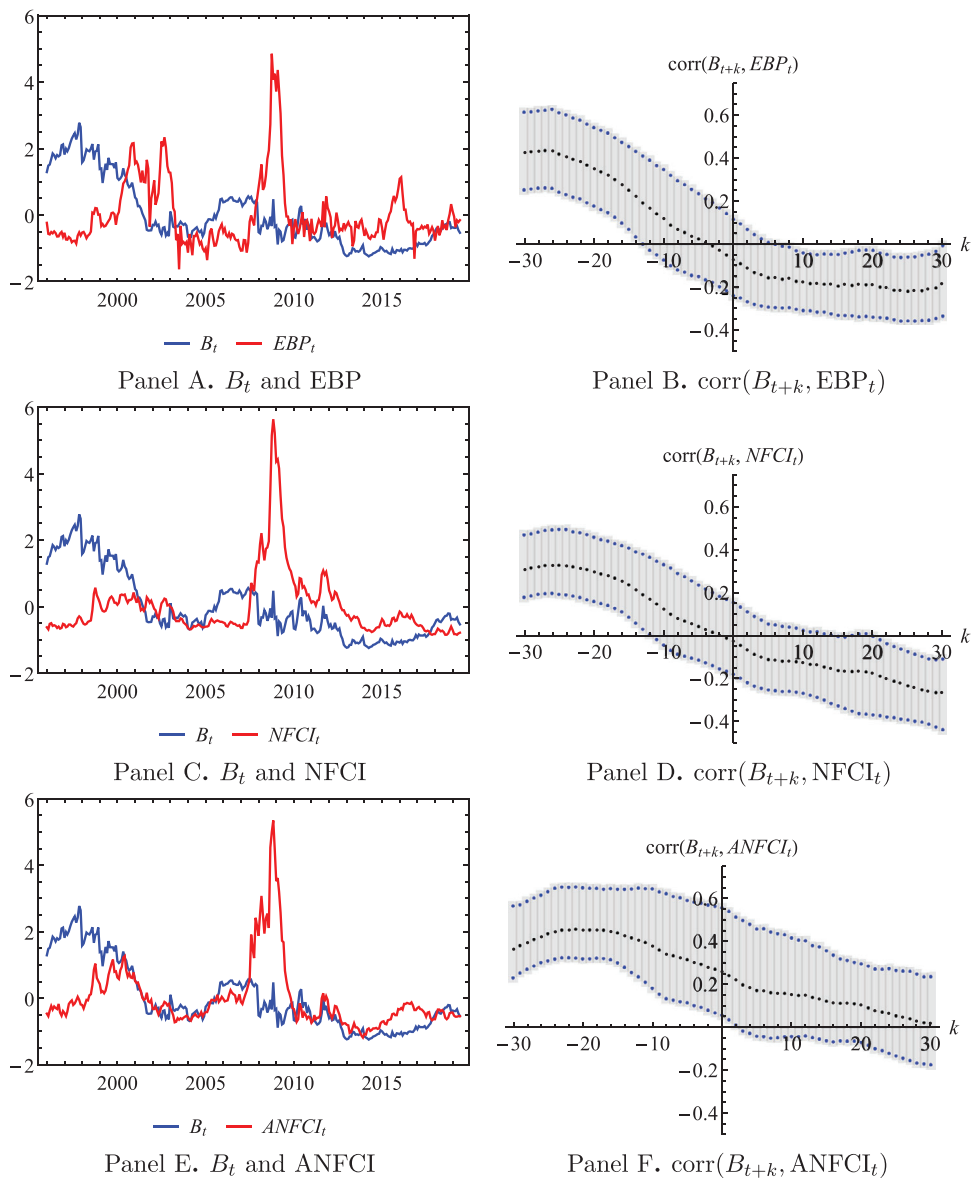 6
4
2
0
−2
2000 2005 2010 2015
B_t EBP_t
Panel A. B_t and EBP
corr(B_{t+k}, EBP_t)
0.6
0.4
0.2
−0.2
−0.4
−30 −20 −10 0 10 20 30 k
Panel B. corr(B_{t+k}, EBP_t)
6
4
2
0
−2
2000 2005 2010 2015
B_t NFCI_t
Panel C. B_t and NFCI
corr(B_{t+k}, NFCI_t)
0.6
0.4
0.2
−0.2
−0.4
−30 −20 −10 0 10 20 30 k
Panel D. corr(B_{t+k}, NFCI_t)
6
4
2
0
−2
2000 2005 2010 2015
B_t ANFCI_t
Panel E. B_t and ANFCI
corr(B_{t+k}, ANFCI_t)
0.6
0.4
0.2
−0.2
−0.4
−30 −20 −10 0 10 20 30 k
Panel F. corr(B_{t+k}, ANFCI_t)